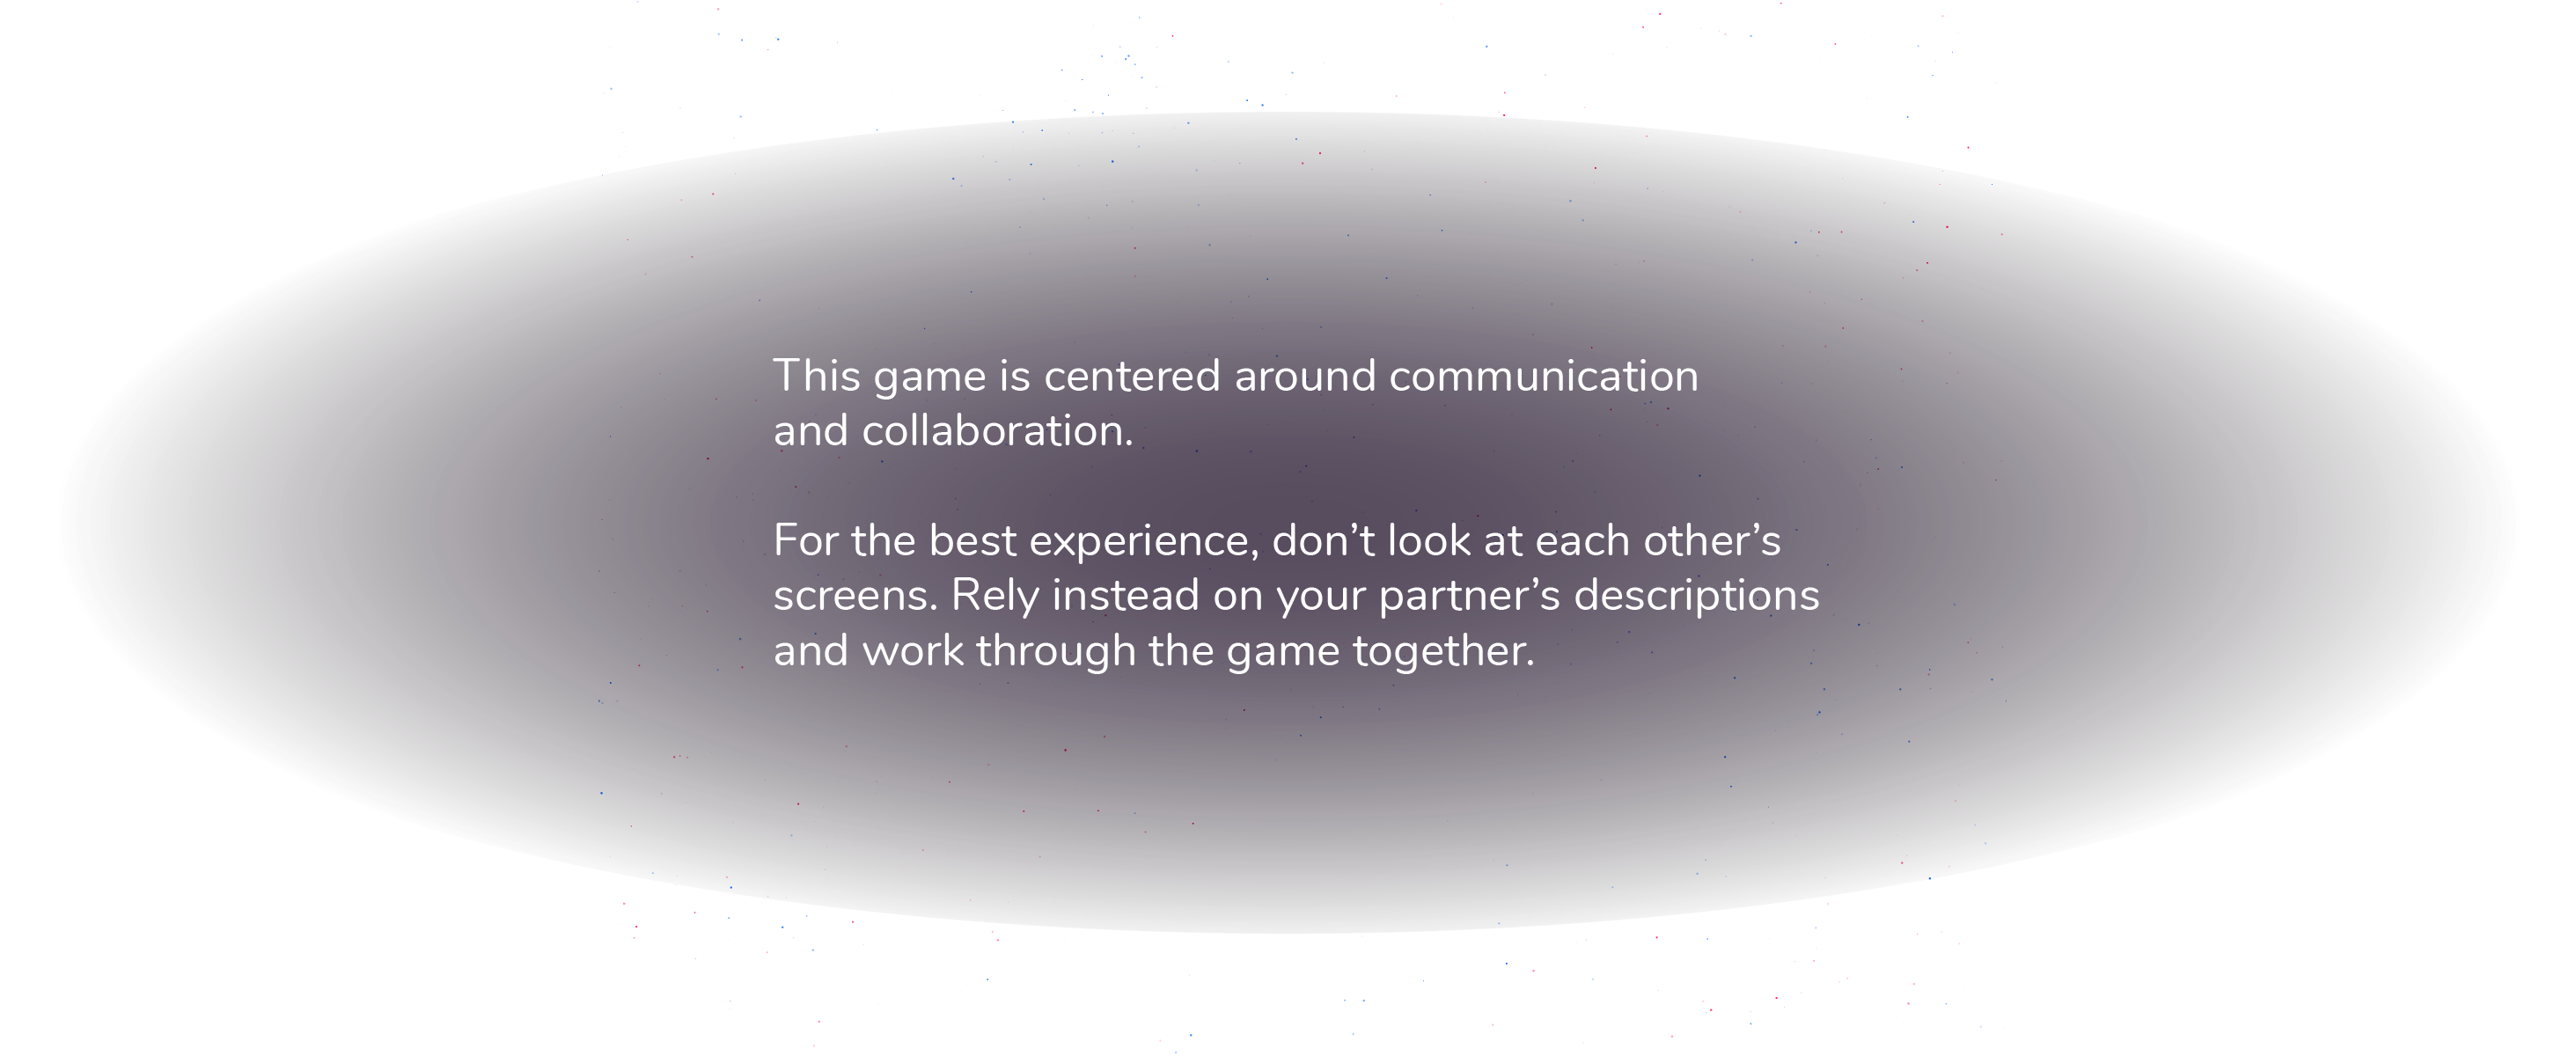 This game is centered around communication
and collaboration.
For the best experience, don’t look at each other’s
screens. Rely instead on your partner’s descriptions
and work through the game together.